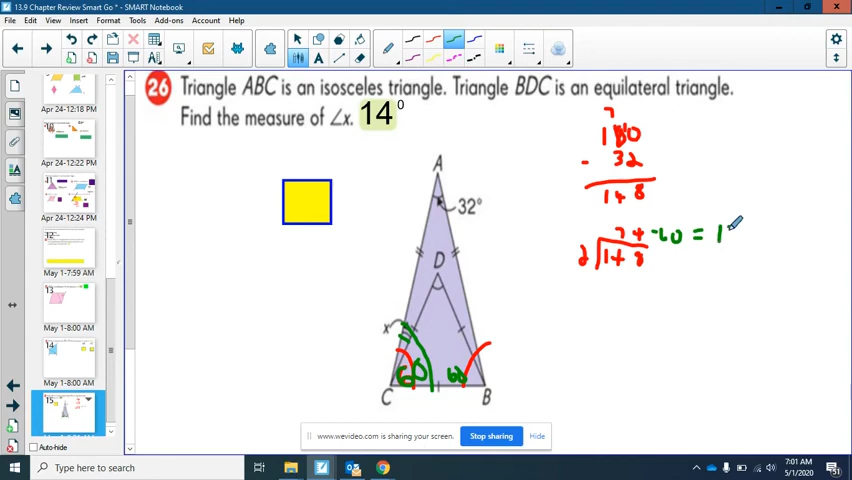 13.9 Chapter Review Smart Go * - SMART Notebook
File Edit View Insert Format Tools Add-ons Account Help
26 Triangle ABC is an isosceles triangle. Triangle BDC is an equilateral triangle.
Find the measure of ∠x. 14°
7
180
- 32
148
74 -60 = 1
2 148
A
32°
D
x
60 60
C B
Apr 24-12:18 PM
10
Apr 24-12:22 PM
11
Apr 24-12:25 PM
12
May 1-7:59 AM
13
May 1-8:00 AM
14
May 1-8:00 AM
15
Auto-hide
www.wevideo.com is sharing your screen. Stop sharing Hide
Type here to search
7:01 AM
5/1/2020
51